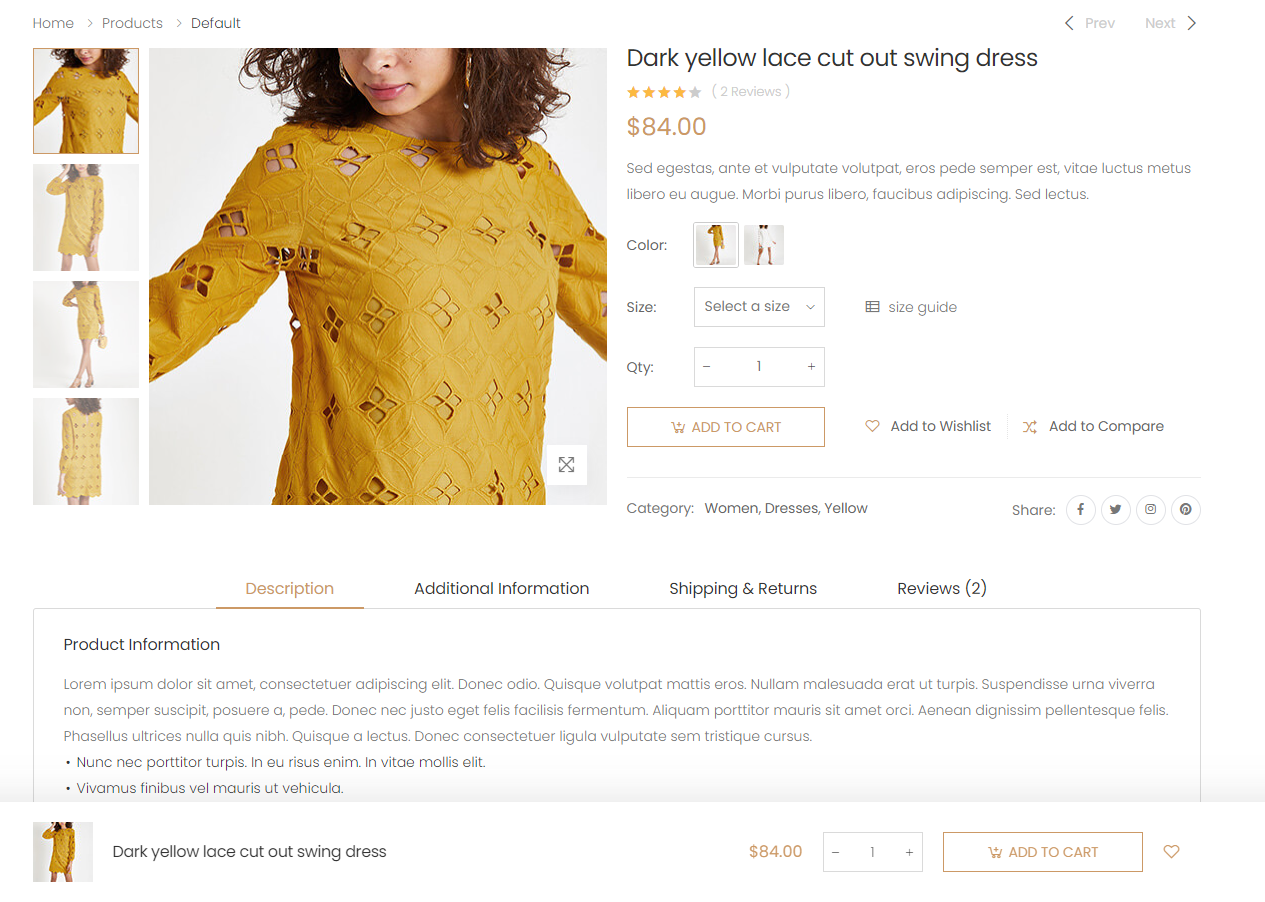 Home > Products > Default
Prev Next
Dark yellow lace cut out swing dress
( 2 Reviews )
$84.00
Sed egestas, ante et vulputate volutpat, eros pede semper est, vitae luctus metus
libero eu augue. Morbi purus libero, faucibus adipiscing. Sed lectus.
Color:
Size: Select a size size guide
Qty: − 1 +
ADD TO CART Add to Wishlist Add to Compare
Category: Women, Dresses, Yellow Share:
Description Additional Information Shipping & Returns Reviews (2)
Product Information
Lorem ipsum dolor sit amet, consectetuer adipiscing elit. Donec odio. Quisque volutpat mattis eros. Nullam malesuada erat ut turpis. Suspendisse urna viverra
non, semper suscipit, posuere a, pede. Donec nec justo eget felis facilisis fermentum. Aliquam porttitor mauris sit amet orci. Aenean dignissim pellentesque felis.
Phasellus ultrices nulla quis nibh. Quisque a lectus. Donec consectetuer ligula vulputate sem tristique cursus.
• Nunc nec porttitor turpis. In eu risus enim. In vitae mollis elit.
• Vivamus finibus vel mauris ut vehicula.
Dark yellow lace cut out swing dress $84.00 − 1 + ADD TO CART